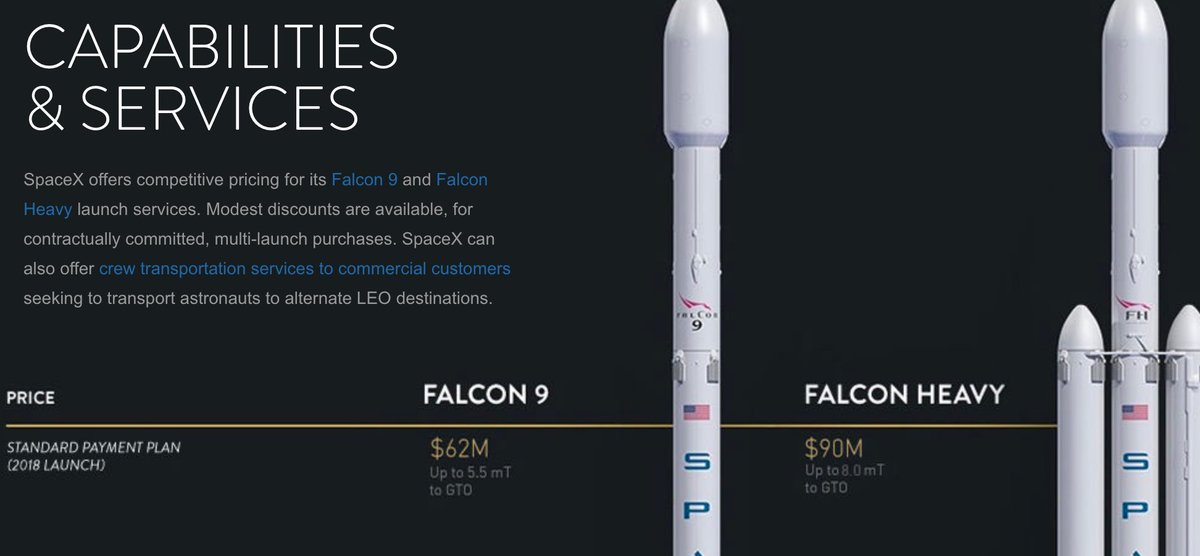 CAPABILITIES
& SERVICES
SpaceX offers competitive pricing for its Falcon 9 and Falcon
Heavy launch services. Modest discounts are available, for
contractually committed, multi-launch purchases. SpaceX can
also offer crew transportation services to commercial customers
seeking to transport astronauts to alternate LEO destinations.
PRICE
FALCON 9
FALCON HEAVY
STANDARD PAYMENT PLAN
(2018 LAUNCH)
$62M
Up to 5.5 mT
to GTO
$90M
Up to 8.0 mT
to GTO
FALCON
9
S
P
A
FH
S
P